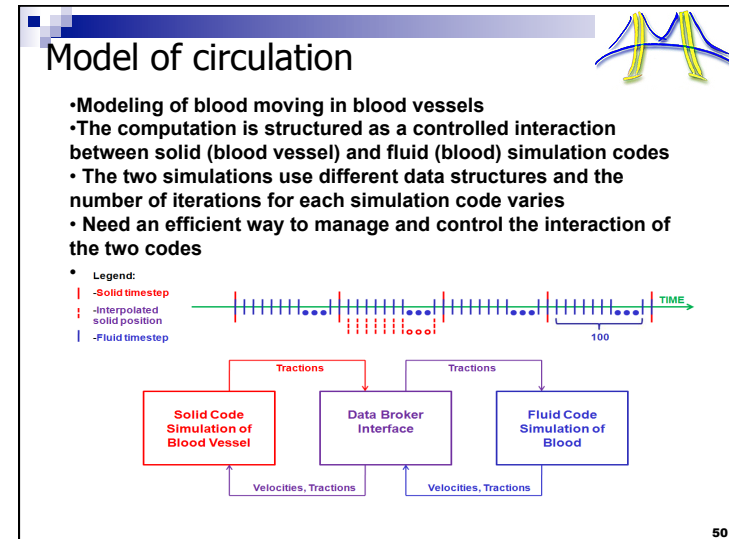 Model of circulation
•Modeling of blood moving in blood vessels
•The computation is structured as a controlled interaction
between solid (blood vessel) and fluid (blood) simulation codes
• The two simulations use different data structures and the
number of iterations for each simulation code varies
• Need an efficient way to manage and control the interaction of
the two codes
• Legend:
-Solid timestep
-Interpolated
solid position
-Fluid timestep
TIME
100
Tractions
Tractions
Solid Code
Simulation of
Blood Vessel
Data Broker
Interface
Fluid Code
Simulation of
Blood
Velocities, Tractions
Velocities, Tractions
50